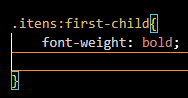 .itens:first-child{
font-weight: bold;
}